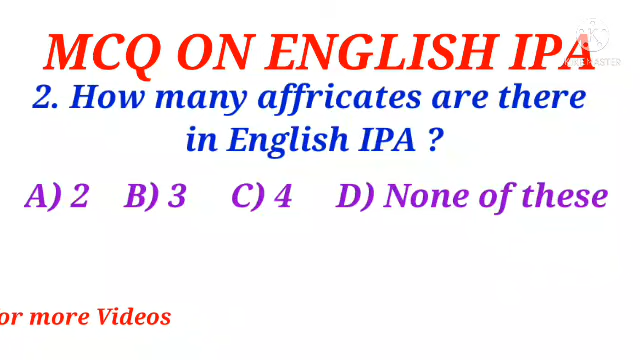 MCQ ON ENGLISH IPA
2. How many affricates are there
in English IPA ?
A) 2 B) 3 C) 4 D) None of these
or more Videos